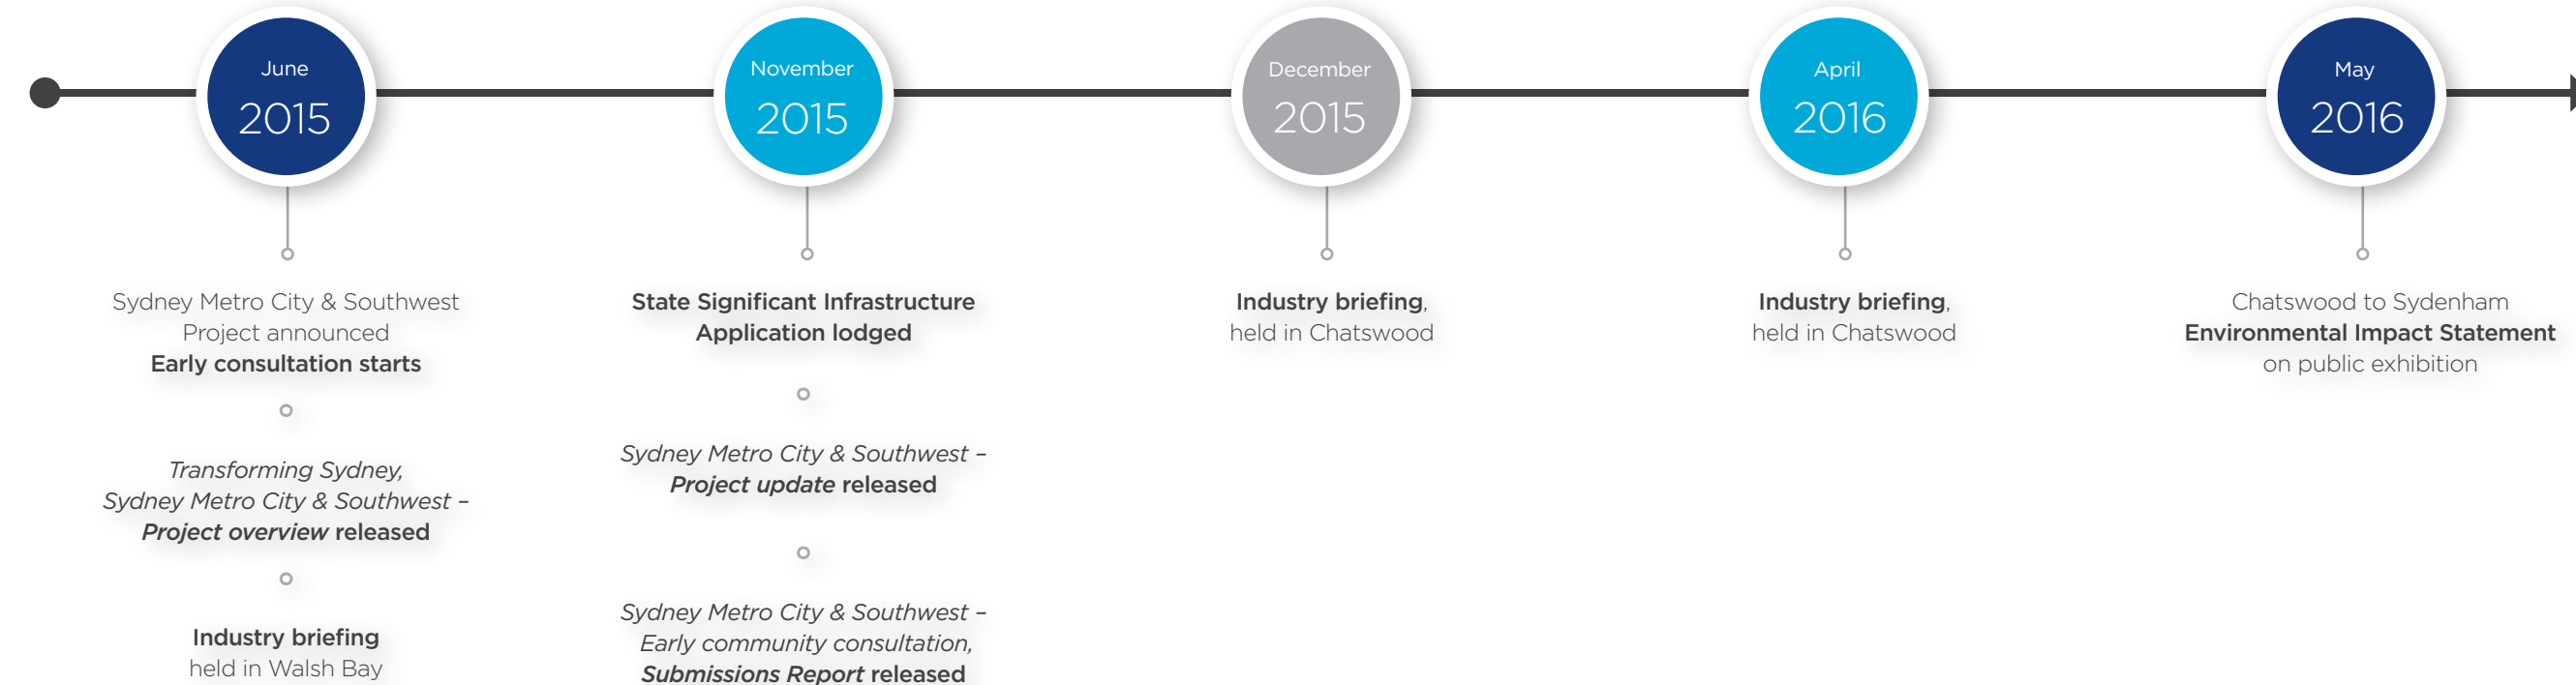 June
2015
Sydney Metro City & Southwest
Project announced
Early consultation starts
Transforming Sydney,
Sydney Metro City & Southwest –
Project overview released
Industry briefing
held in Walsh Bay
November
2015
State Significant Infrastructure
Application lodged
Sydney Metro City & Southwest –
Project update released
Sydney Metro City & Southwest –
Early community consultation,
Submissions Report released
December
2015
Industry briefing,
held in Chatswood
April
2016
Industry briefing,
held in Chatswood
May
2016
Chatswood to Sydenham
Environmental Impact Statement
on public exhibition